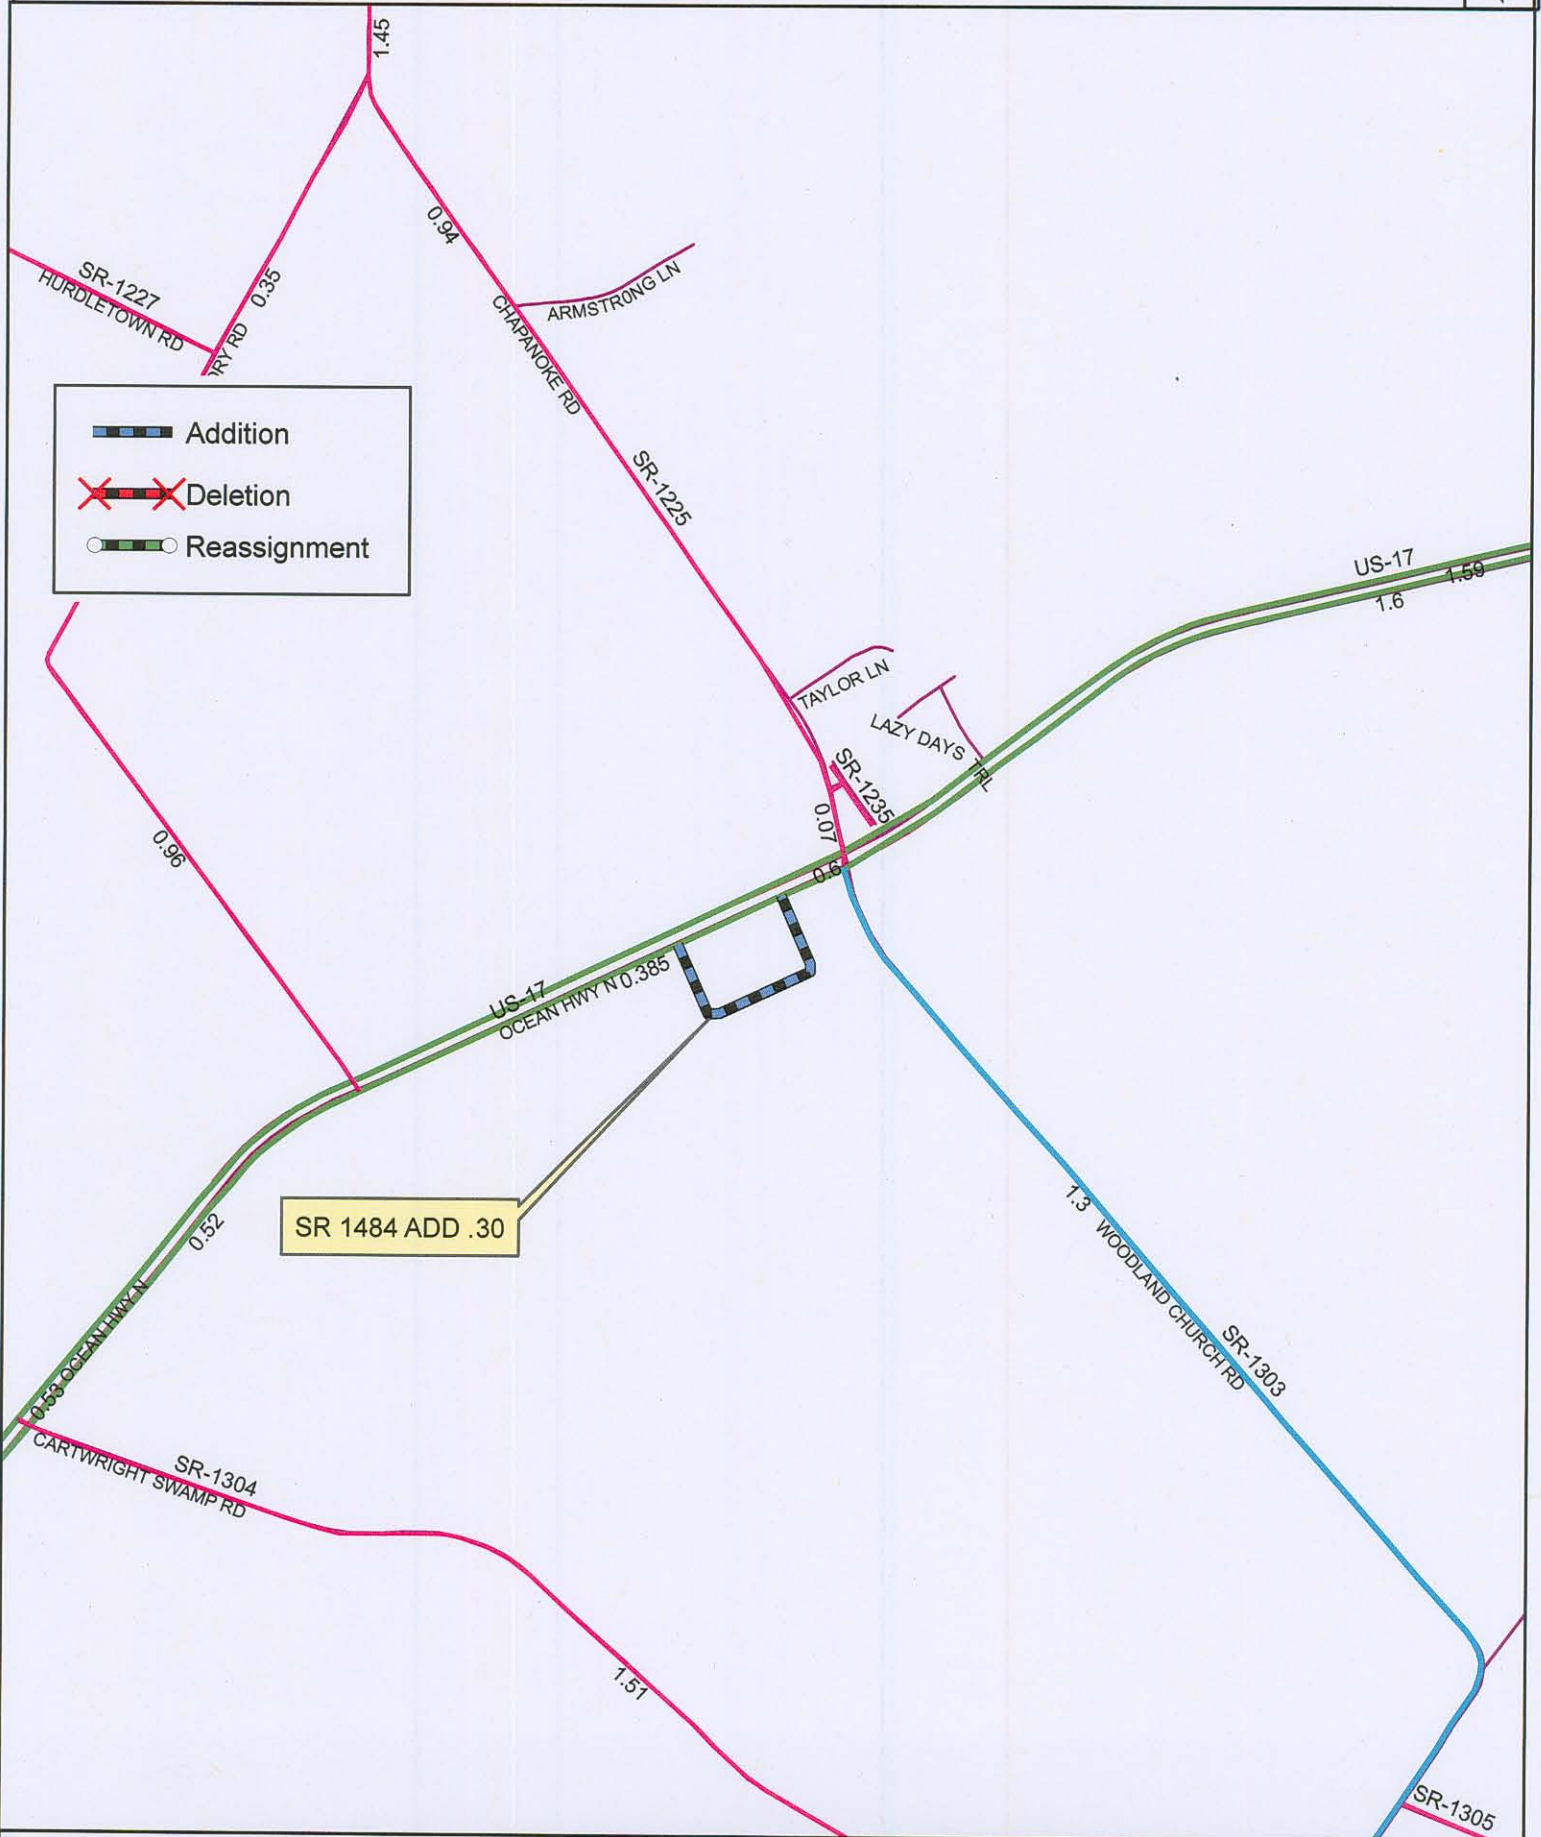 1.45
0.94
SR-1227
HURDLETOWN RD
0.35
ARMSTR0NG LN
CHAPANOKE RD
Addition
Deletion
Reassignment
SR-1225
US-17
1.59
1.6
TAYLOR LN
LAZY DAYS TRL
SR-1235
0.07
0.96
0.6
0.385
US-17
OCEAN HWY N
SR 1484 ADD .30
0.52
1.3
WOODLAND CHURCH RD
SR-1303
0.53 OCEAN HWY N
SR-1304
CARTWRIGHT SWAMP RD
1.51
SR-1305